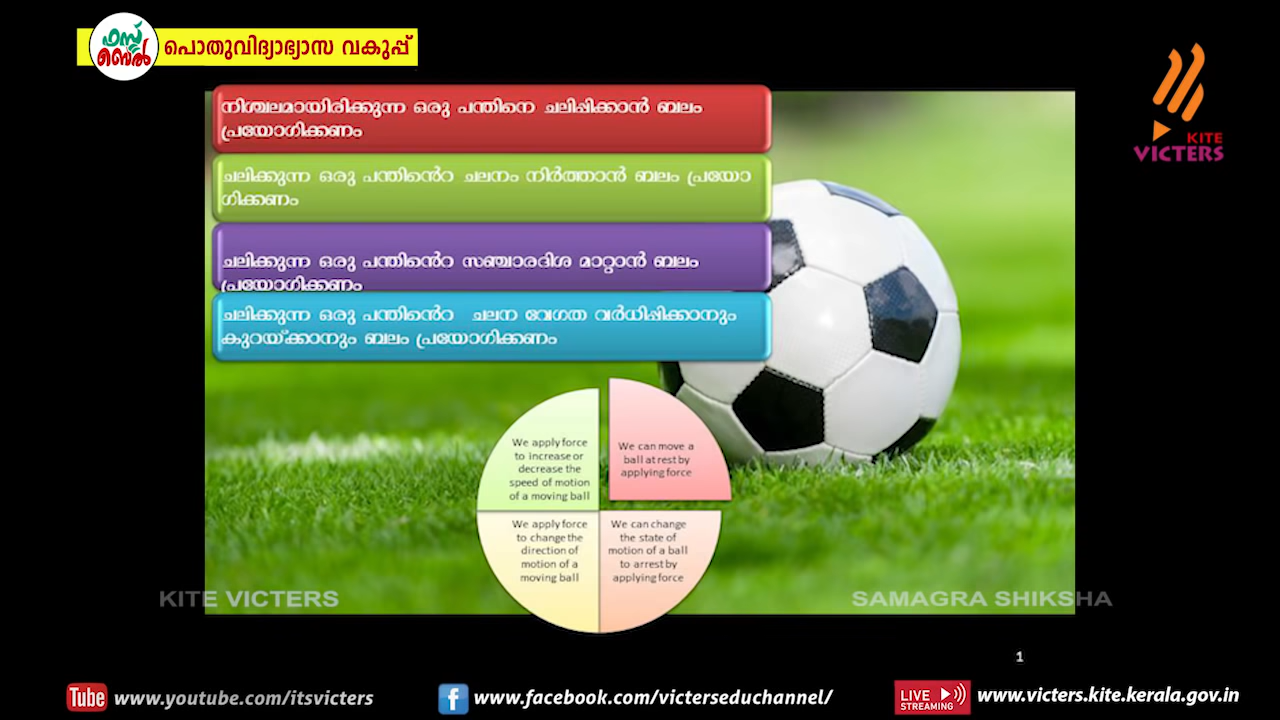 ഫസ്റ്റ്
ബെൽ
പൊതുവിദ്യാഭ്യാസ വകുപ്പ്
KITE
VICTERS
നിശ്ചലമായിരിക്കുന്ന ഒരു പന്തിനെ ചലിപ്പിക്കാൻ ബലം
പ്രയോഗിക്കണം
ചലിക്കുന്ന ഒരു പന്തിൻെറ ചലനം നിർത്താൻ ബലം പ്രയോ
ഗിക്കണം
ചലിക്കുന്ന ഒരു പന്തിൻെറ സഞ്ചാരദിശ മാറ്റാൻ ബലം
പ്രയോഗിക്കണം
ചലിക്കുന്ന ഒരു പന്തിൻെറ ചലന വേഗത വർധിപ്പിക്കാനും
കുറയ്ക്കാനും ബലം പ്രയോഗിക്കണം
We apply force
to increase or
decrease the
speed of motion
of a moving ball
We can move a
ball at rest by
applying force
We apply force
to change the
direction of
motion of a
moving ball
We can change
the state of
motion of a ball
to arrest by
applying force
KITE VICTERS
SAMAGRA SHIKSHA
1
Tube www.youtube.com/itsvicters
f www.facebook.com/victerseduchannel/
LIVE
STREAMING
www.victers.kite.kerala.gov.in